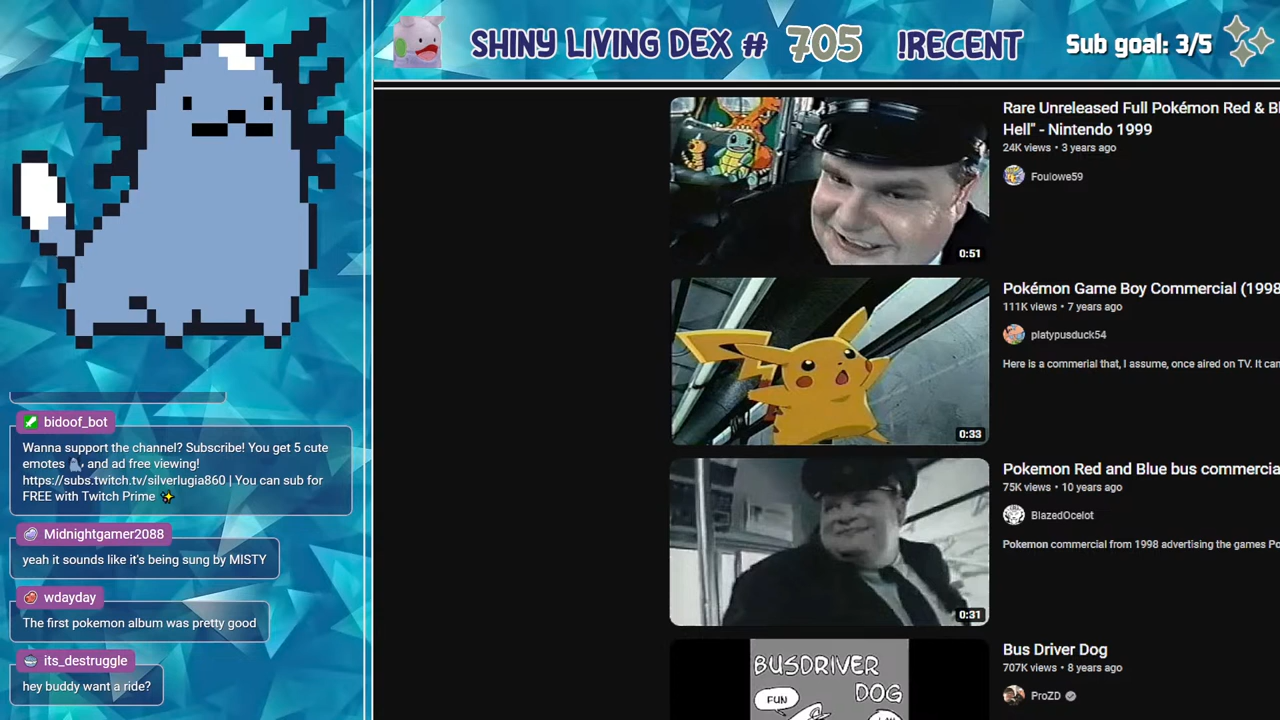 SHINY LIVING DEX # 705 !RECENT Sub goal: 3/5
bidoof_bot
Wanna support the channel? Subscribe! You get 5 cute
emotes , and ad free viewing!
https://subs.twitch.tv/silverlugia860 | You can sub for
FREE with Twitch Prime
Midnightgamer2088
yeah it sounds like it's being sung by MISTY
wdayday
The first pokemon album was pretty good
its_destruggle
hey buddy want a ride?
0:51
Rare Unreleased Full Pokémon Red &
Hell" - Nintendo 1999
24K views • 3 years ago
Foulowe59
0:33
Pokémon Game Boy Commercial (1998
111K views • 7 years ago
platypusduck54
Here is a commerial that, I assume, once aired on TV. It can
0:31
Pokemon Red and Blue bus commercia
75K views • 10 years ago
BlazedOcelot
Pokemon commercial from 1998 advertising the games
BUSDRIVER
DOG
FUN
Bus Driver Dog
707K views • 8 years ago
ProZD